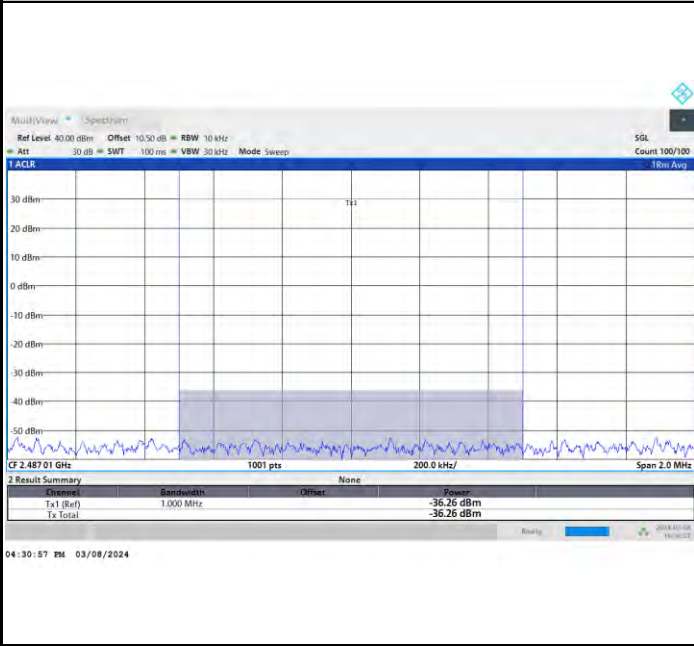 MultiView Spectrum
Ref Level 40.00 dBm Offset 10.50 dB RBW 10 kHz SGL
Att 30 dB SWT 100 ms VBW 30 kHz Mode Sweep Count 100/100
1 ACLR 1Rm Avg
30 dBm
Tx1
20 dBm
10 dBm
0 dBm
-10 dBm
-20 dBm
-30 dBm
-40 dBm
-50 dBm
CF 2.487 01 GHz 1001 pts 200.0 kHz/ Span 2.0 MHz
2 Result Summary None
Channel Bandwidth Offset Power
Tx1 (Ref) 1.000 MHz -36.26 dBm
Tx Total -36.26 dBm
Ready
04:30:57 PM 03/08/2024